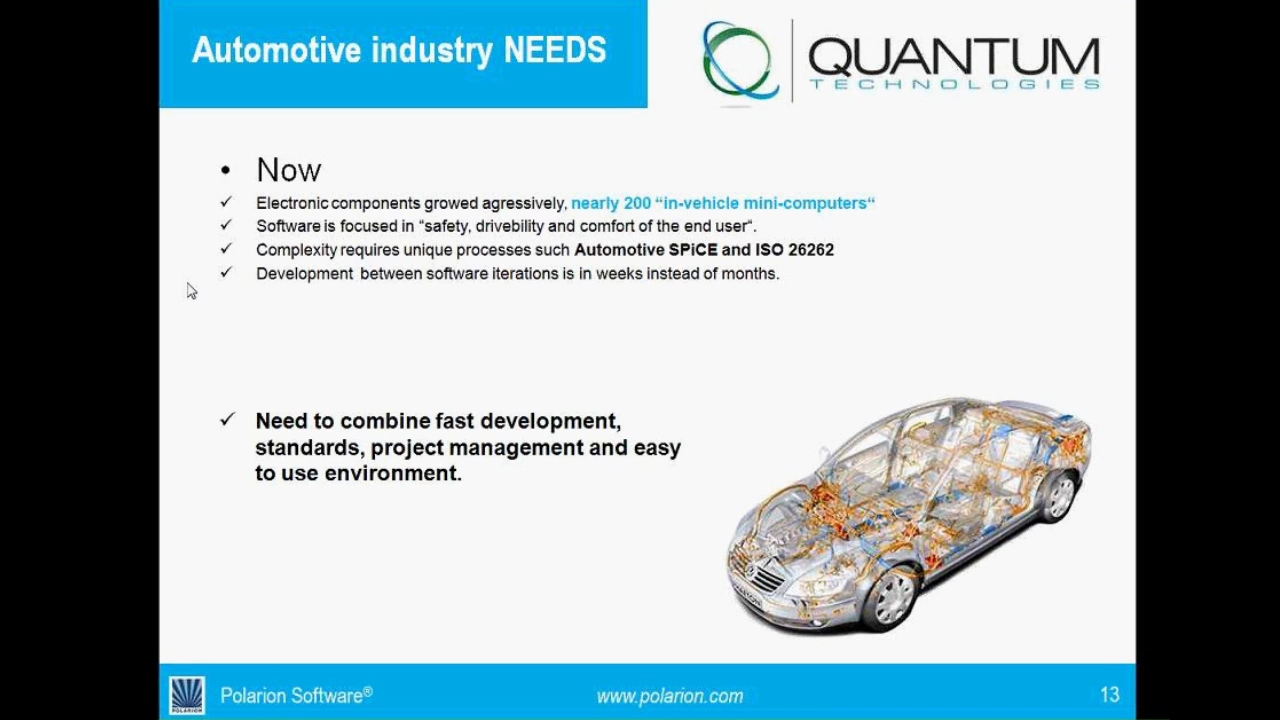 Automotive industry NEEDS
QUANTUM
TECHNOLOGIES
• Now
✓ Electronic components growed agressively, nearly 200 “in-vehicle mini-computers“
✓ Software is focused in “safety, drivebility and comfort of the end user“.
✓ Complexity requires unique processes such Automotive SPiCE and ISO 26262
✓ Development between software iterations is in weeks instead of months.
✓ Need to combine fast development,
standards, project management and easy
to use environment.
POLARION
Polarion Software®
www.polarion.com
13